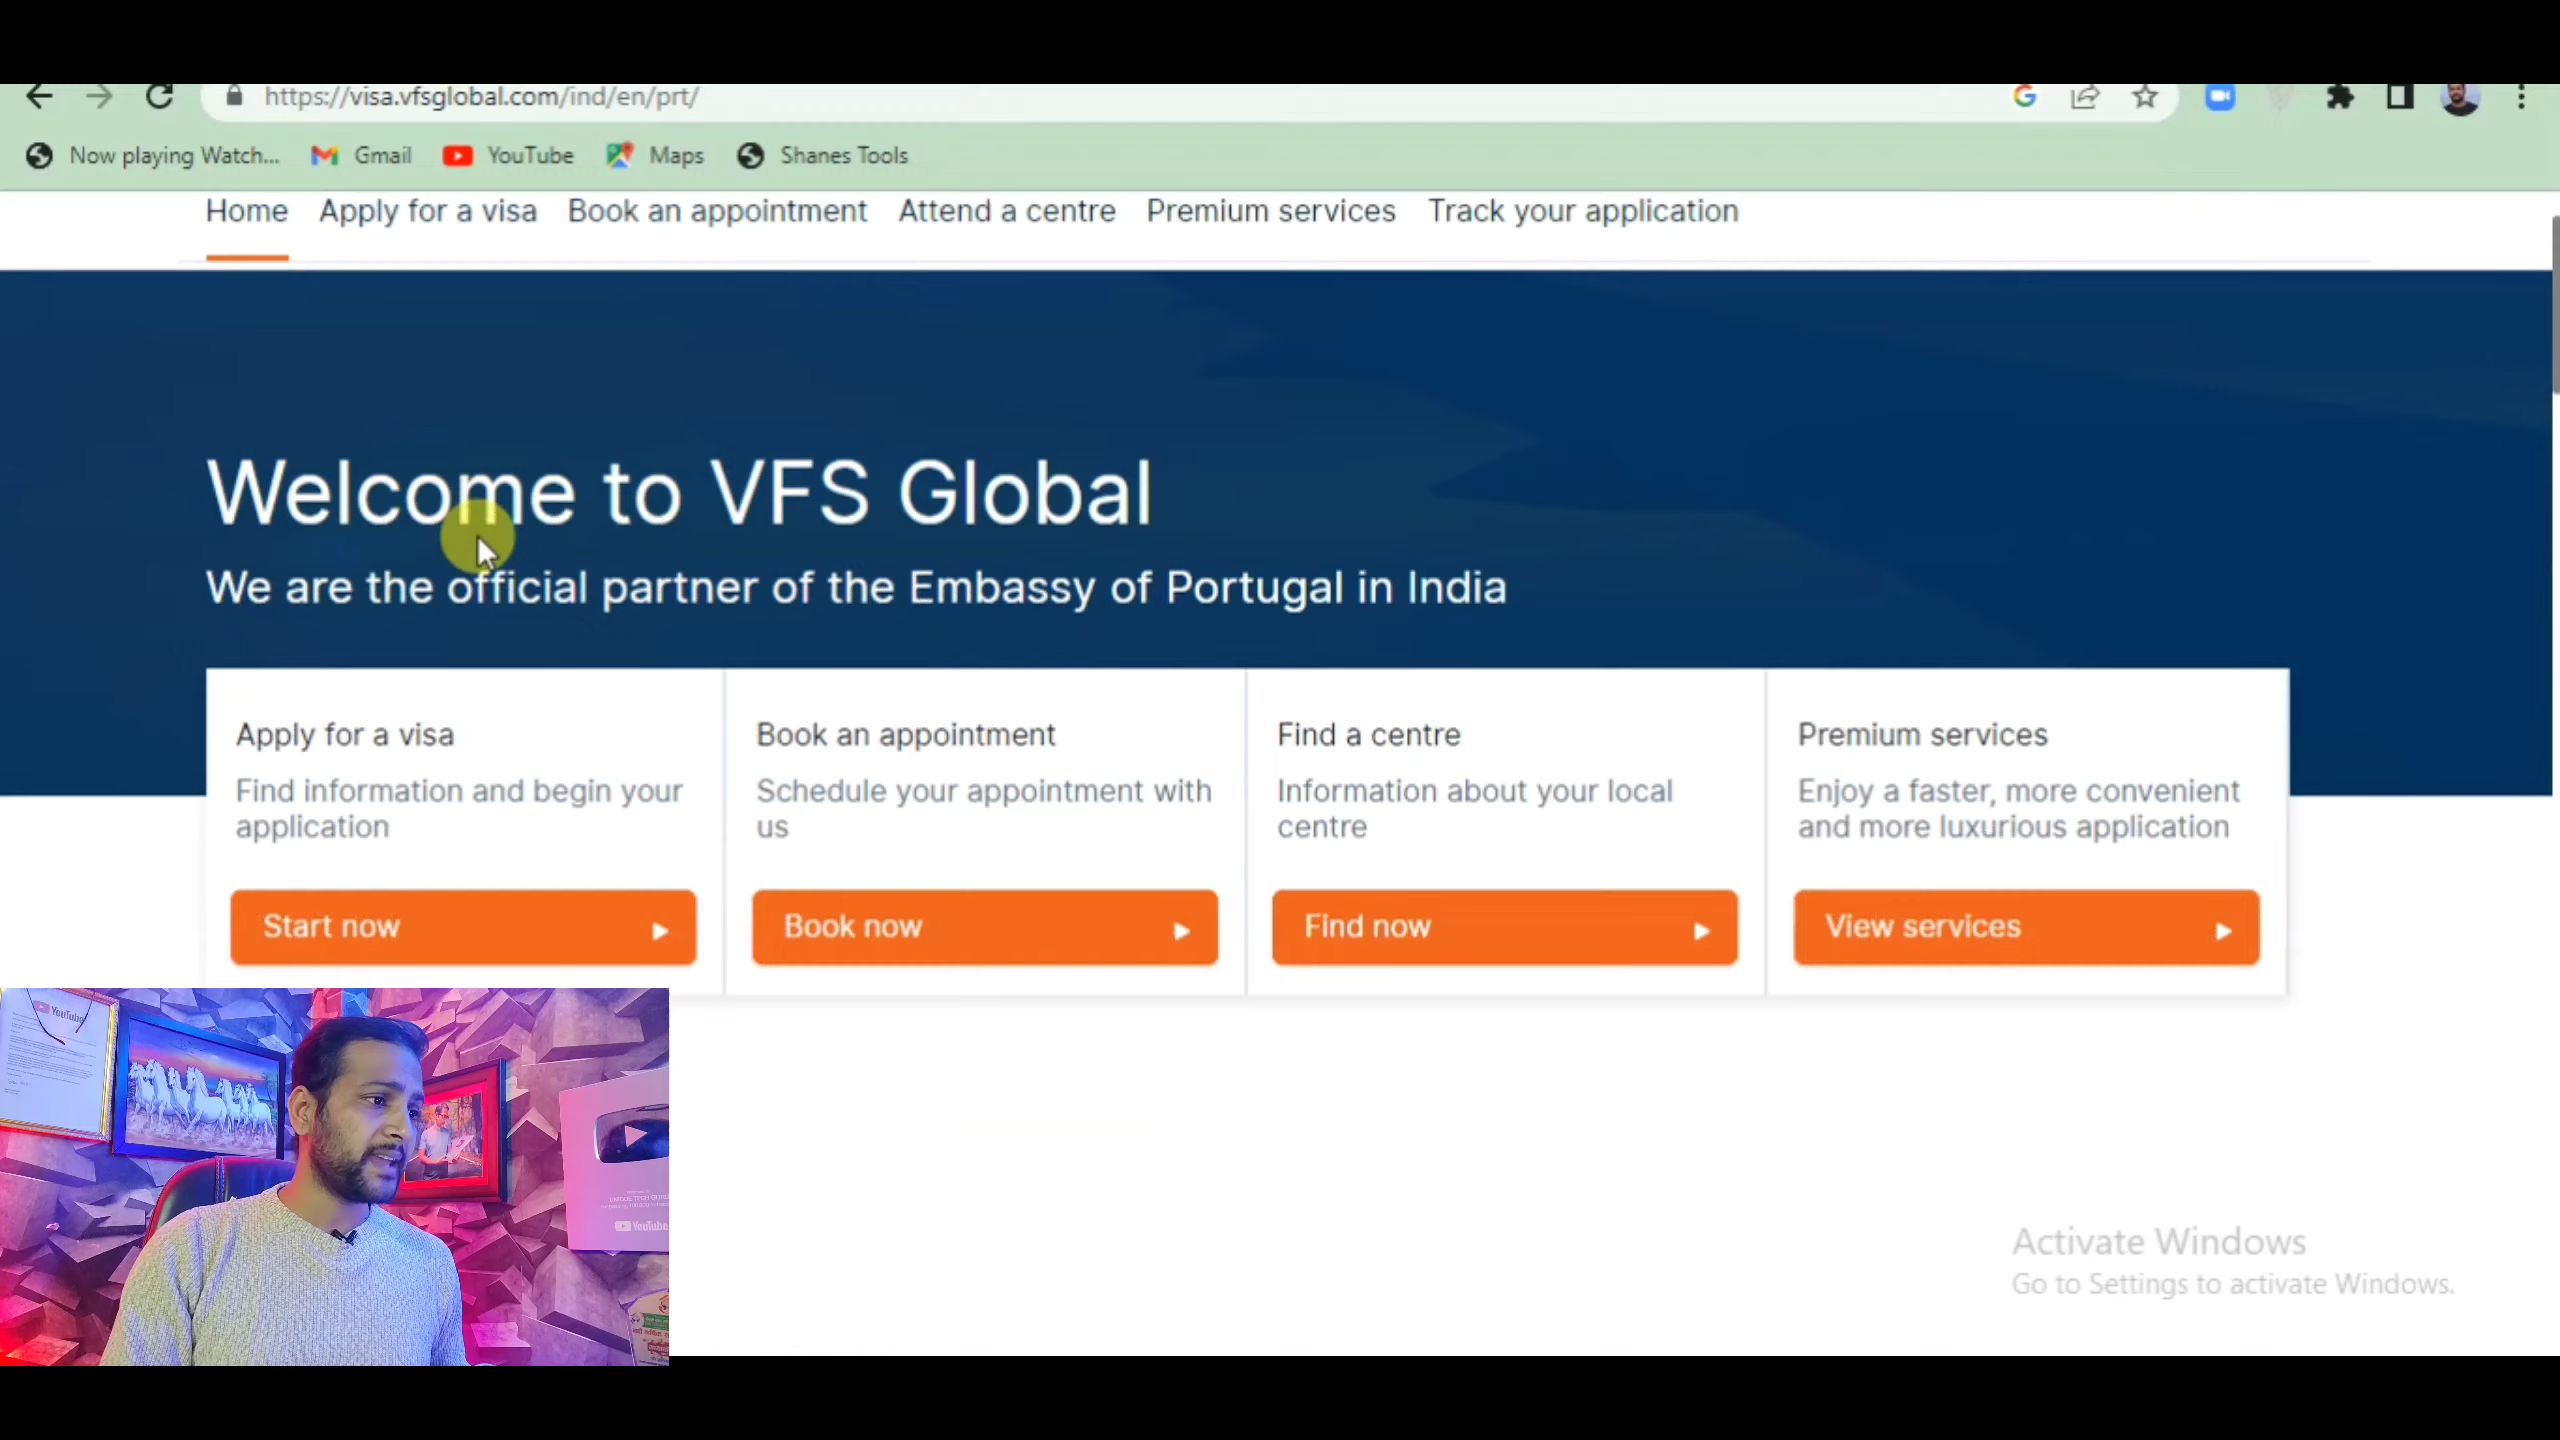 https://visa.vfsglobal.com/ind/en/prt/
Now playing Watch... Gmail YouTube Maps Shanes Tools
Home Apply for a visa Book an appointment Attend a centre Premium services Track your application
Welcome to VFS Global
We are the official partner of the Embassy of Portugal in India
Apply for a visa
Find information and begin your
application
Start now
Book an appointment
Schedule your appointment with
us
Book now
Find a centre
Information about your local
centre
Find now
Premium services
Enjoy a faster, more convenient
and more luxurious application
View services
YouTube
YouTube
Activate Windows
Go to Settings to activate Windows.